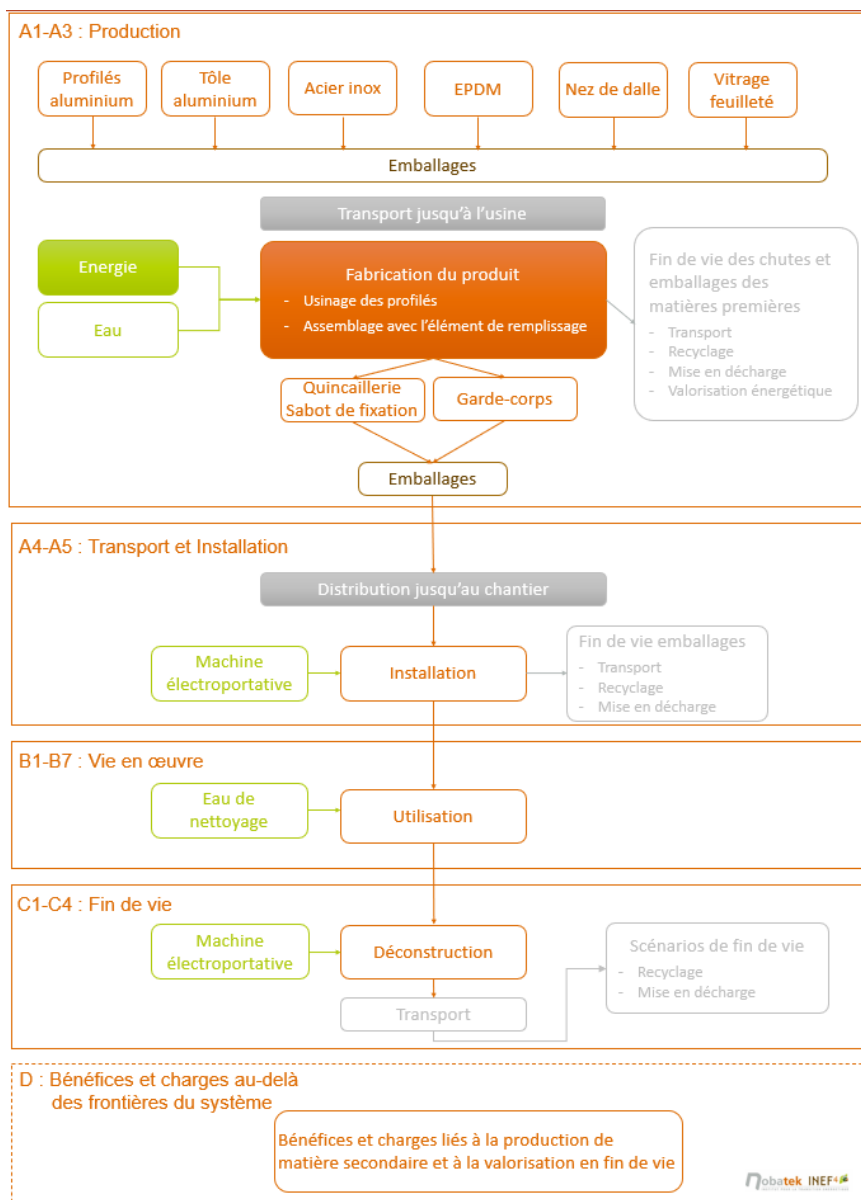 A1-A3 : Production
Profilés
aluminium
Tôle
aluminium
Acier inox
EPDM
Nez de dalle
Vitrage
feuilleté
Emballages
Transport jusqu'à l'usine
Energie
Eau
Fabrication du produit
- Usinage des profilés
- Assemblage avec l'élément de remplissage
Fin de vie des chutes et
emballages des
matières premières
- Transport
- Recyclage
- Mise en décharge
- Valorisation énergétique
Quincaillerie
Sabot de fixation
Garde-corps
Emballages
A4-A5 : Transport et Installation
Distribution jusqu'au chantier
Machine
électroportative
Installation
Fin de vie emballages
- Transport
- Recyclage
- Mise en décharge
B1-B7 : Vie en œuvre
Eau de
nettoyage
Utilisation
C1-C4 : Fin de vie
Machine
électroportative
Déconstruction
Transport
Scénarios de fin de vie
- Recyclage
- Mise en décharge
D : Bénéfices et charges au-delà
des frontières du système
Bénéfices et charges liés à la production de
matière secondaire et à la valorisation en fin de vie
nobatek INEF4